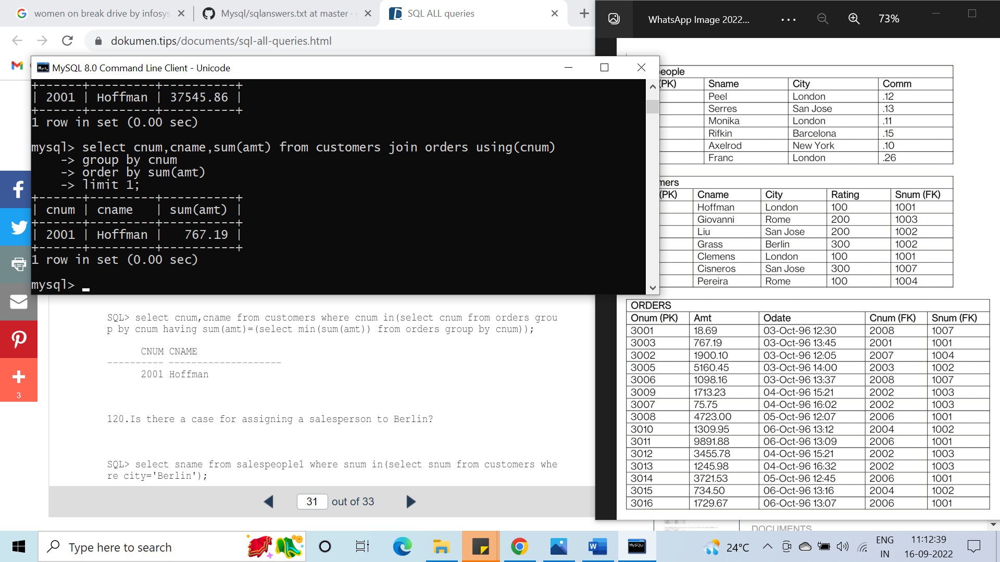 women on break drive by infosys
Mysql/sqlanswers.txt at master ·
SQL ALL queries
WhatsApp Image 2022...
73%
dokumen.tips/documents/sql-all-queries.html
MySQL 8.0 Command Line Client - Unicode
+------+---------+----------+
| 2001 | Hoffman | 37545.86 |
+------+---------+----------+
1 row in set (0.00 sec)
mysql> select cnum,cname,sum(amt) from customers join orders using(cnum)
-> group by cnum
-> order by sum(amt)
-> limit 1;
+------+---------+----------+
| cnum | cname | sum(amt) |
+------+---------+----------+
| 2001 | Hoffman | 767.19 |
+------+---------+----------+
1 row in set (0.00 sec)
mysql>
3
SQL> select cnum,cname from customers where cnum in(select cnum from orders grou
p by cnum having sum(amt)=(select min(sum(amt)) from orders group by cnum));
CNUM CNAME
---------- --------------------
2001 Hoffman
120.Is there a case for assigning a salesperson to Berlin?
SQL> select sname from salespeople1 where snum in(select snum from customers whe
re city='Berlin');
31 out of 33
eople
(PK) Sname City Comm
Peel London .12
Serres San Jose .13
Monika London .11
Rifkin Barcelona .15
Axelrod New York .10
Franc London .26
mers
(PK) Cname City Rating Snum (FK)
Hoffman London 100 1001
Giovanni Rome 200 1003
Liu San Jose 200 1002
Grass Berlin 300 1002
Clemens London 100 1001
Cisneros San Jose 300 1007
Pereira Rome 100 1004
ORDERS
Onum (PK) Amt Odate Cnum (FK) Snum (FK)
3001 18.69 03-Oct-96 12:30 2008 1007
3003 767.19 03-Oct-96 13:45 2001 1001
3002 1900.10 03-Oct-96 12:05 2007 1004
3005 5160.45 03-Oct-96 14:00 2003 1002
3006 1098.16 03-Oct-96 13:37 2008 1007
3009 1713.23 04-Oct-96 15:21 2002 1003
3007 75.75 04-Oct-96 16:02 2002 1003
3008 4723.00 05-Oct-96 12:07 2006 1001
3010 1309.95 06-Oct-96 13:12 2004 1002
3011 9891.88 06-Oct-96 13:09 2006 1001
3012 3455.78 04-Oct-96 15:21 2002 1003
3013 1245.98 04-Oct-96 16:32 2002 1003
3014 3721.53 05-Oct-96 12:45 2006 1001
3015 734.50 06-Oct-96 13:16 2004 1002
3016 1729.67 06-Oct-96 13:07 2006 1001
DOCUMENTS
Type here to search
24°C
ENG
IN
11:12:39
16-09-2022